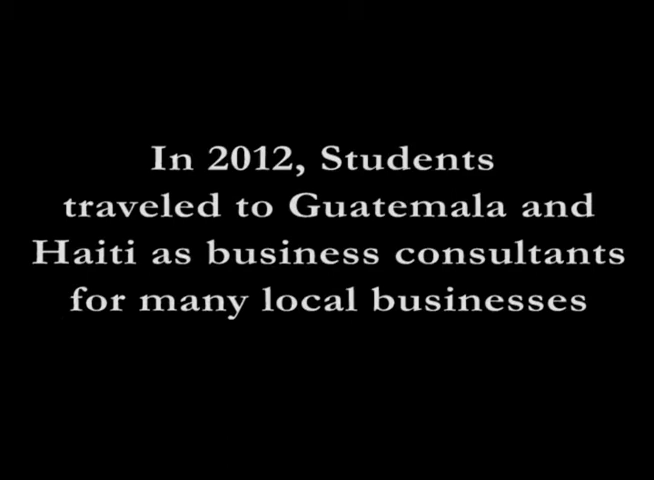 In 2012, Students
traveled to Guatemala and
Haiti as business consultants
for many local businesses